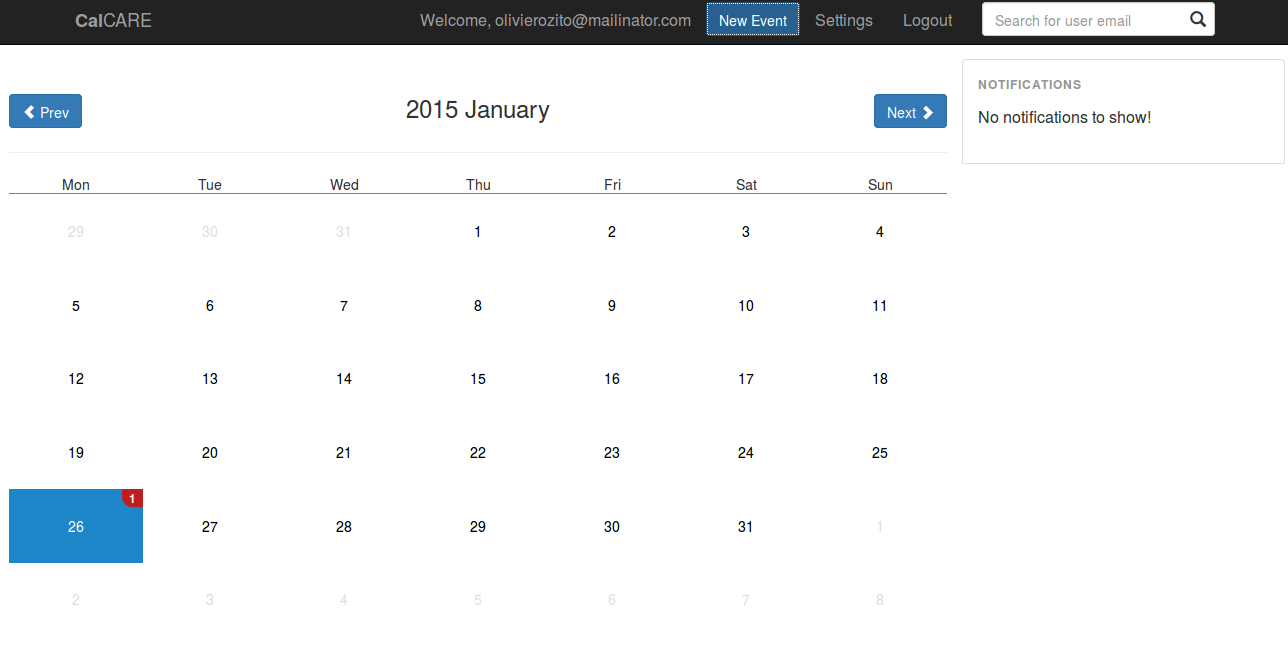 CalCARE Welcome, olivierozito@mailinator.com New Event Settings Logout Search for user email
NOTIFICATIONS
No notifications to show!
Prev 2015 January Next
Mon Tue Wed Thu Fri Sat Sun
29 30 31 1 2 3 4
5 6 7 8 9 10 11
12 13 14 15 16 17 18
19 20 21 22 23 24 25
1
26 27 28 29 30 31 1
2 3 4 5 6 7 8